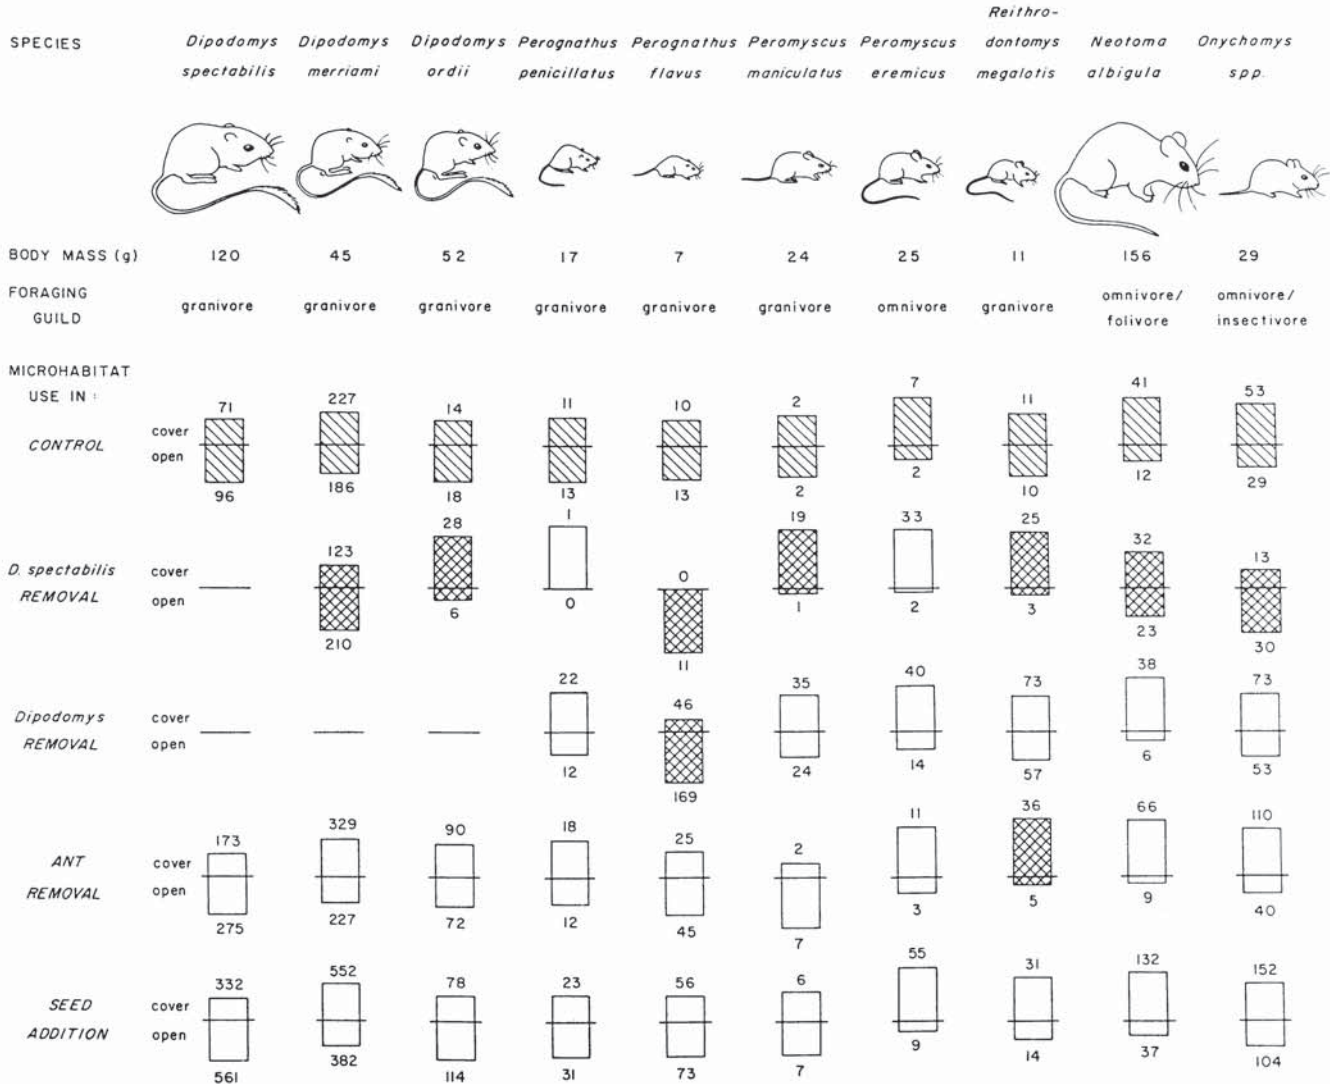 Reithro-
SPECIES Dipodomys Dipodomys Dipodomys Perognathus Perognathus Peromyscus Peromyscus dontomys Neotoma Onychomys
spectabilis merriami ordii penicillatus flavus maniculatus eremicus megalotis albigula spp.
BODY MASS (g) 120 45 52 17 7 24 25 11 156 29
FORAGING omnivore/ omnivore/
GUILD granivore granivore granivore granivore granivore granivore omnivore granivore folivore insectivore
MICROHABITAT
USE IN :
71 227 14 11 10 2 7 11 41 53
CONTROL cover
open
96 186 18 13 13 2 2 10 12 29
123 28 1 0 19 33 25 32 13
D. spectabilis cover
REMOVAL open
210 6 0 11 1 2 3 23 30
22 46 35 40 73 38 73
Dipodomys cover
REMOVAL open
12 169 24 14 57 6 53
173 329 90 18 25 2 11 36 66 110
ANT cover
REMOVAL open
275 227 72 12 45 7 3 5 9 40
332 552 78 23 56 6 55 31 132 152
SEED cover
ADDITION open
561 382 114 31 73 7 9 14 37 104